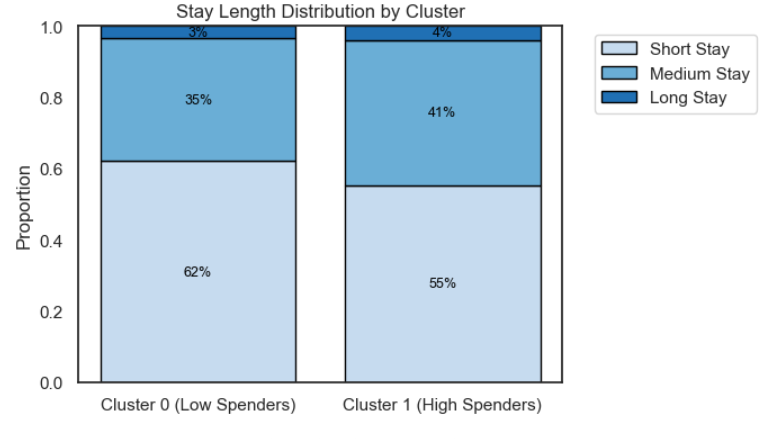 Stay Length Distribution by Cluster
1.0
0.8
0.6
0.4
0.2
0.0
Proportion
3%
35%
62%
4%
41%
55%
Cluster 0 (Low Spenders)
Cluster 1 (High Spenders)
Short Stay
Medium Stay
Long Stay